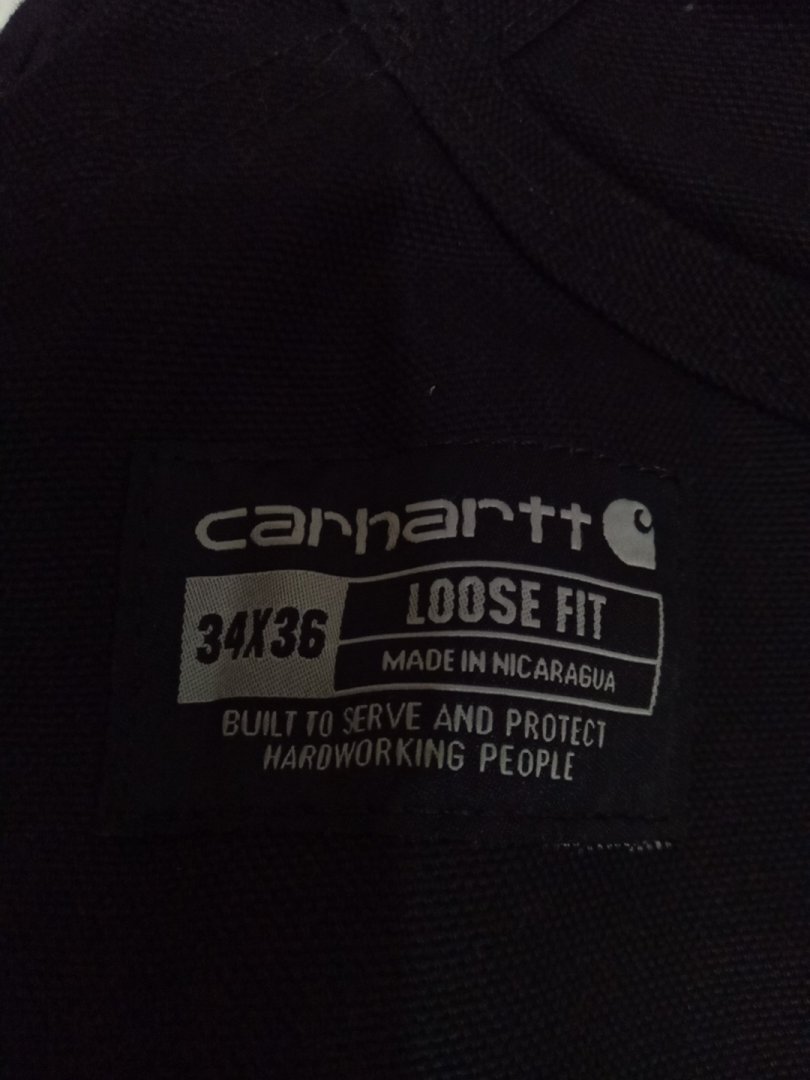 carhartt
34X36
LOOSE FIT
MADE IN NICARAGUA
BUILT TO SERVE AND PROTECT
HARDWORKING PEOPLE